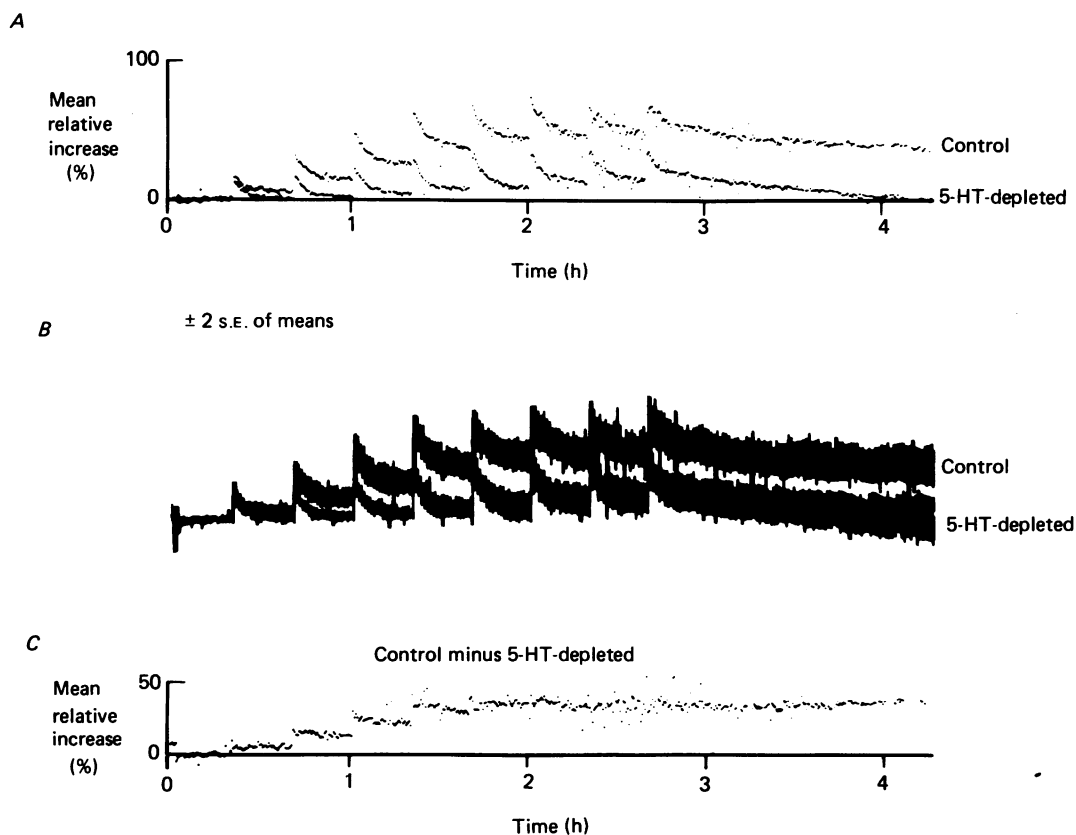 A
100
Mean
relative
increase
(%)
0
Control
5-HT-depleted
0 1 2 3 4
Time (h)
B
± 2 S.E. of means
Control
5-HT-depleted
C
Control minus 5-HT-depleted
50
Mean
relative
increase
(%)
0
0 1 2 3 4
Time (h)